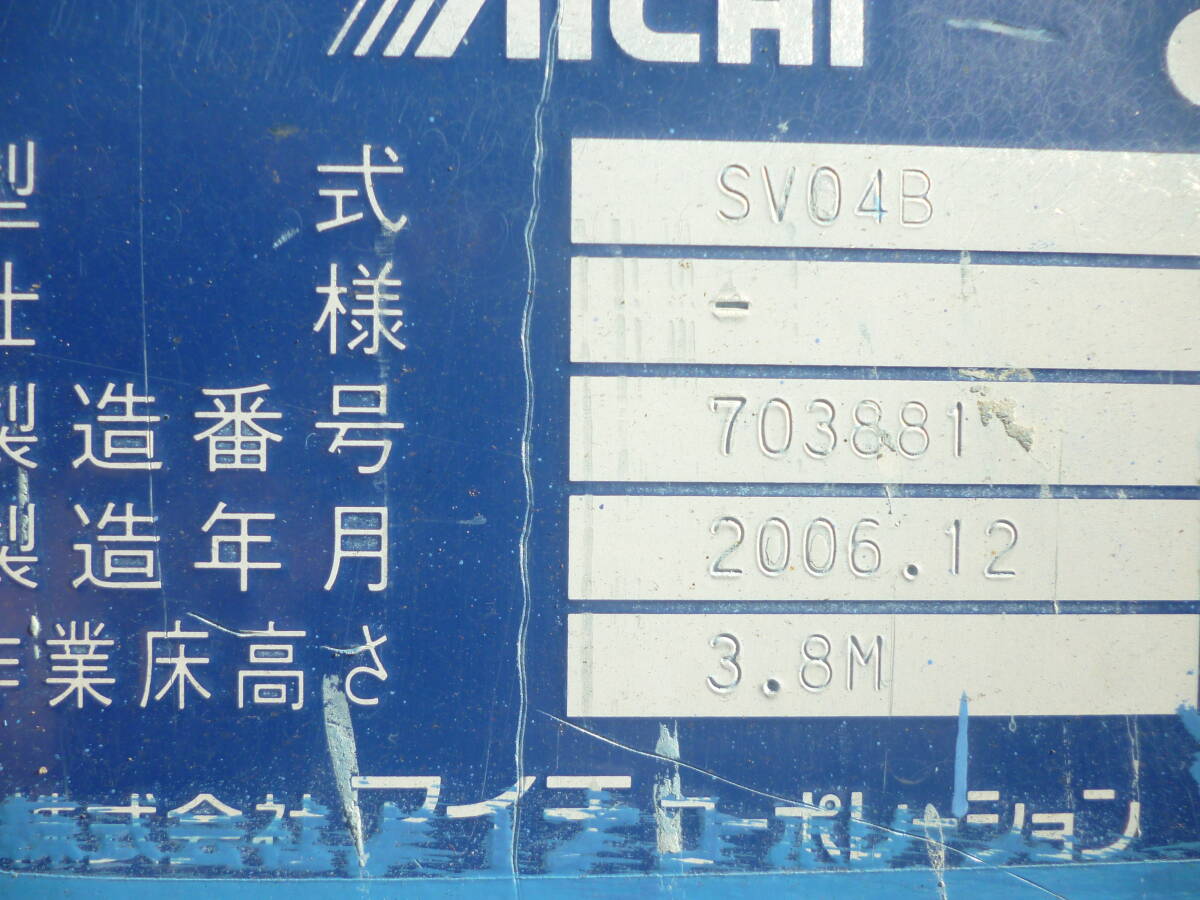 AICHI
型式 SV04B
仕様 -
製造番号 703881
製造年月 2006.12
作業床高さ 3.8M
株式会社アイチコーポレーション